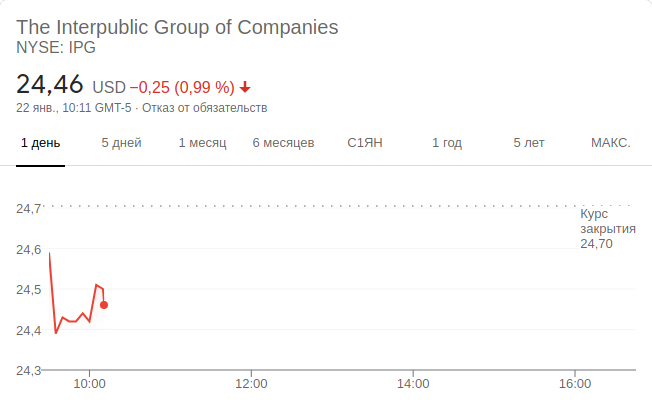 The Interpublic Group of Companies
NYSE: IPG
24,46 USD −0,25 (0,99 %)
22 янв., 10:11 GMT-5 · Отказ от обязательств
1 день 5 дней 1 месяц 6 месяцев С1ЯН 1 год 5 лет МАКС.
24,7
Курс
закрытия
24,70
24,6
24,5
24,4
24,3
10:00 12:00 14:00 16:00